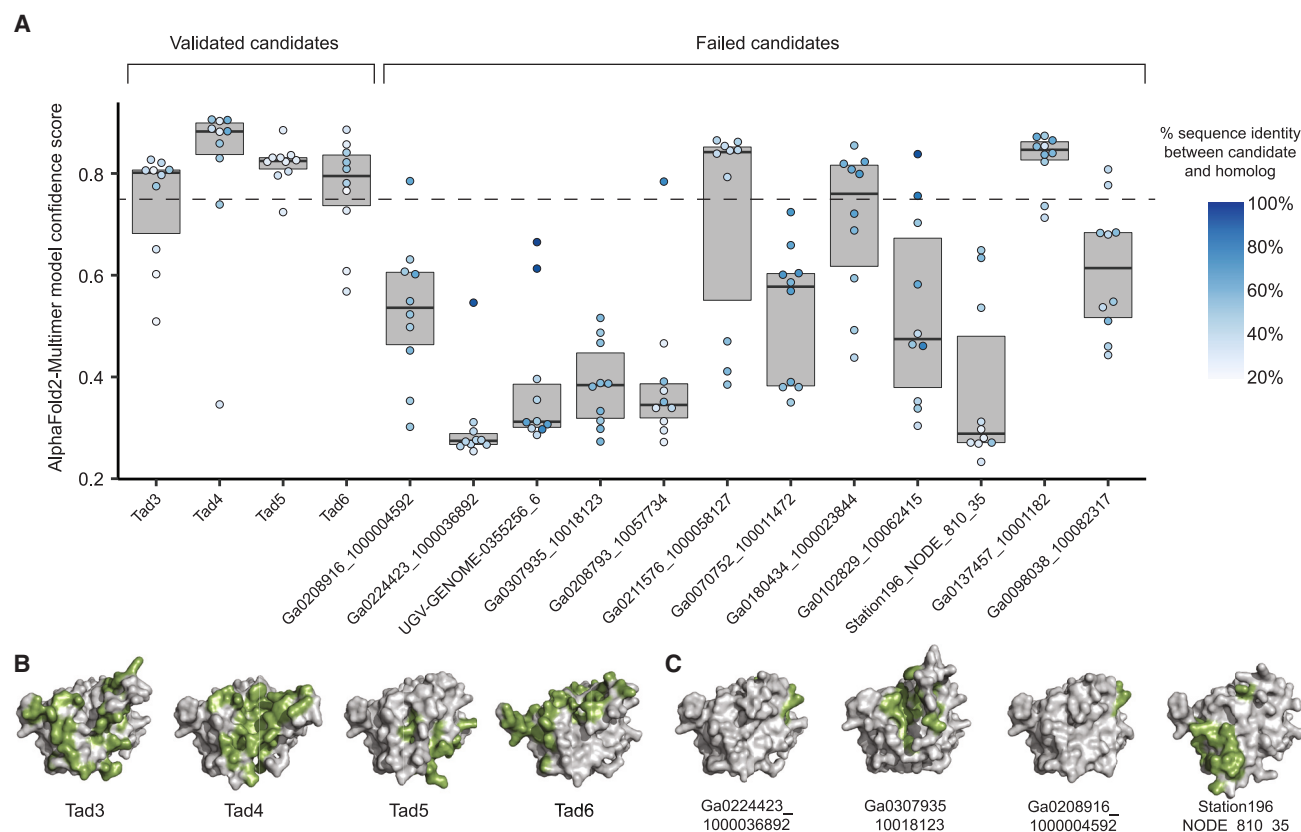 A
Validated candidates
Failed candidates
AlphaFold2-Multimer model confidence score
0.8
0.6
0.4
0.2
Tad3
Tad4
Tad5
Tad6
Ga0208916_1000004592
Ga0224423_1000036892
UGV-GENOME-0355256_6
Ga0307935_10018123
Ga0208793_10057734
Ga0211576_1000058127
Ga0070752_100011472
Ga0180434_1000023844
Ga0102829_100062415
Station196_NODE_810_35
Ga0137457_10001182
Ga0098038_100082317
% sequence identity
between candidate
and homolog
100%
80%
60%
40%
20%
B
Tad3
Tad4
Tad5
Tad6
C
Ga0224423_
1000036892
Ga0307935
10018123
Ga0208916_
1000004592
Station196
NODE_810_35